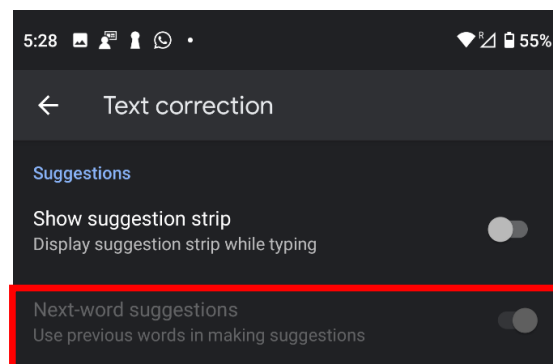 5:28 R 55%
Text correction
Suggestions
Show suggestion strip
Display suggestion strip while typing
Next-word suggestions
Use previous words in making suggestions